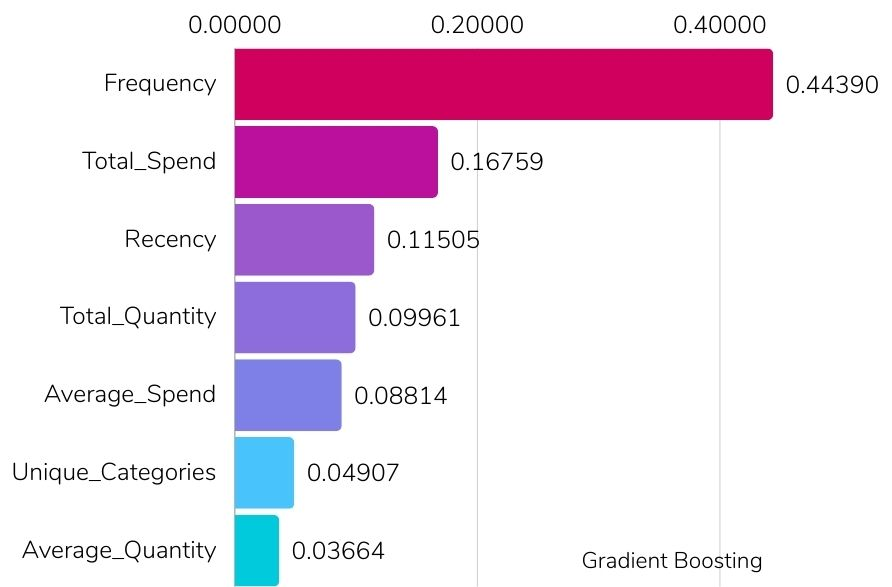 0.00000 0.20000 0.40000
Frequency 0.44390
Total_Spend 0.16759
Recency 0.11505
Total_Quantity 0.09961
Average_Spend 0.08814
Unique_Categories 0.04907
Average_Quantity 0.03664
Gradient Boosting